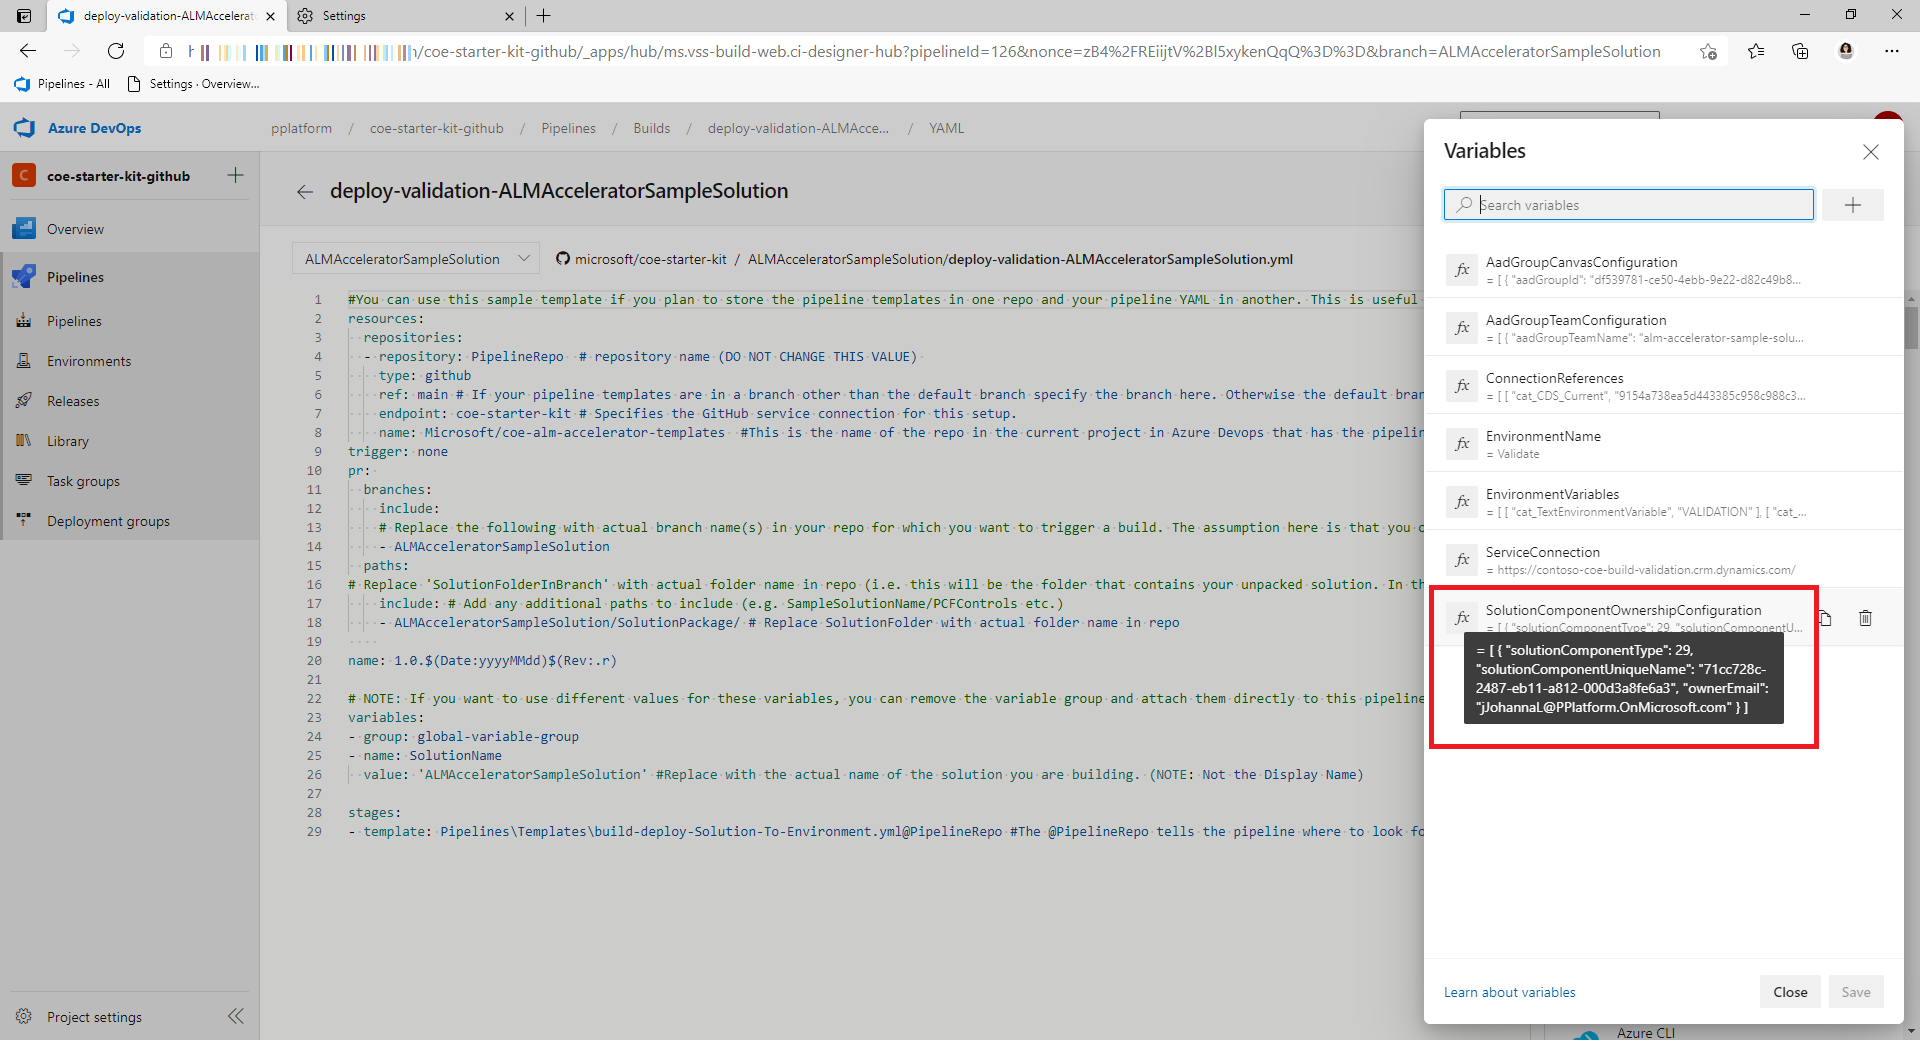 deploy-validation-ALMAccelerat
Settings
/coe-starter-kit-github/_apps/hub/ms.vss-build-web.ci-designer-hub?pipelineId=126&nonce=zB4%2FREiijtV%2BI5xykenQqQ%3D%3D&branch=ALMAcceleratorSampleSolution
Pipelines - All
Settings · Overview...
Azure DevOps
pplatform / coe-starter-kit-github / Pipelines / Builds / deploy-validation-ALMAcce... / YAML
C coe-starter-kit-github
Overview
Pipelines
Pipelines
Environments
Releases
Library
Task groups
Deployment groups
Project settings
deploy-validation-ALMAcceleratorSampleSolution
ALMAcceleratorSampleSolution
microsoft/coe-starter-kit / ALMAcceleratorSampleSolution/deploy-validation-ALMAcceleratorSampleSolution.yml
1 #You can use this sample template if you plan to store the pipeline templates in one repo and your pipeline YAML in another. This is useful
2 resources:
3 repositories:
4 - repository: PipelineRepo # repository name (DO NOT CHANGE THIS VALUE)
5 type: github
6 ref: main # If your pipeline templates are in a branch other than the default branch specify the branch here. Otherwise the default bran
7 endpoint: coe-starter-kit # Specifies the GitHub service connection for this setup.
8 name: Microsoft/coe-alm-accelerator-templates #This is the name of the repo in the current project in Azure Devops that has the pipelin
9 trigger: none
10 pr:
11 branches:
12 include:
13 # Replace the following with actual branch name(s) in your repo for which you want to trigger a build. The assumption here is that you c
14 - ALMAcceleratorSampleSolution
15 paths:
16 # Replace 'SolutionFolderInBranch' with actual folder name in repo (i.e. this will be the folder that contains your unpacked solution. In th
17 include: # Add any additional paths to include (e.g. SampleSolutionName/PCFControls etc.)
18 - ALMAcceleratorSampleSolution/SolutionPackage/ # Replace SolutionFolder with actual folder name in repo
19
20 name: 1.0.$(Date:yyyyMMdd)$(Rev:.r)
21
22 # NOTE: If you want to use different values for these variables, you can remove the variable group and attach them directly to this pipeline
23 variables:
24 - group: global-variable-group
25 - name: SolutionName
26 value: 'ALMAcceleratorSampleSolution' #Replace with the actual name of the solution you are building. (NOTE: Not the Display Name)
27
28 stages:
29 - template: Pipelines\Templates\build-deploy-Solution-To-Environment.yml@PipelineRepo #The @PipelineRepo tells the pipeline where to look fo
Variables
Search variables
fx AadGroupCanvasConfiguration
= [ { "aadGroupId": "df539781-ce50-4ebb-9e22-d82c49b8...
fx AadGroupTeamConfiguration
= [ { "aadGroupTeamName": "alm-accelerator-sample-solu...
fx ConnectionReferences
= [ [ "cat_CDS_Current", "9154a738ea5d443385c958c988c3...
fx EnvironmentName
= Validate
fx EnvironmentVariables
= [ [ "cat_TextEnvironmentVariable", "VALIDATION" ], [ "cat_...
fx ServiceConnection
= https://contoso-coe-build-validation.crm.dynamics.com/
fx SolutionComponentOwnershipConfiguration
= [ { "solutionComponentType": 29, "solutionComponentU...
= [ { "solutionComponentType": 29,
"solutionComponentUniqueName": "71cc728c-
2487-eb11-a812-000d3a8fe6a3", "ownerEmail":
"jJohannaL@PPlatform.OnMicrosoft.com" } ]
Learn about variables
Close
Save
Azure CLI